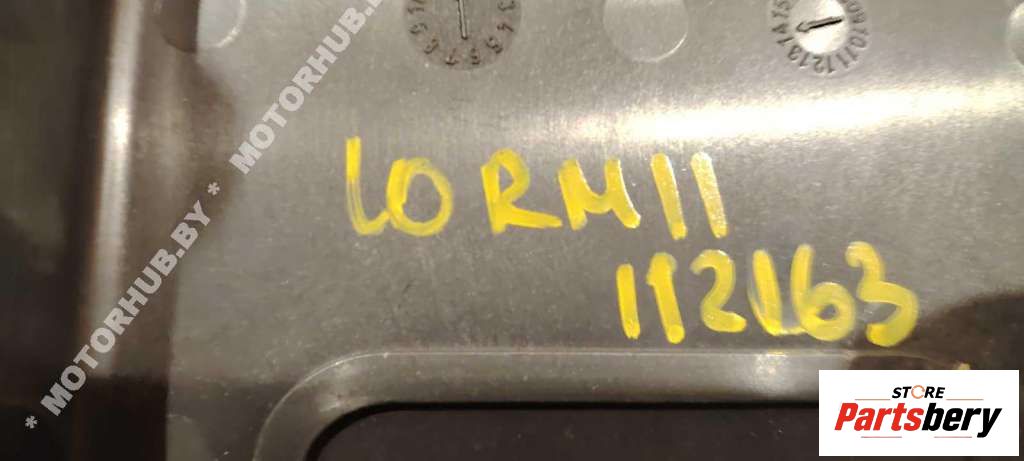 * MOTORHUB.BY * MOTORHUB.BY
LORM11
112163
STORE
Partsbery